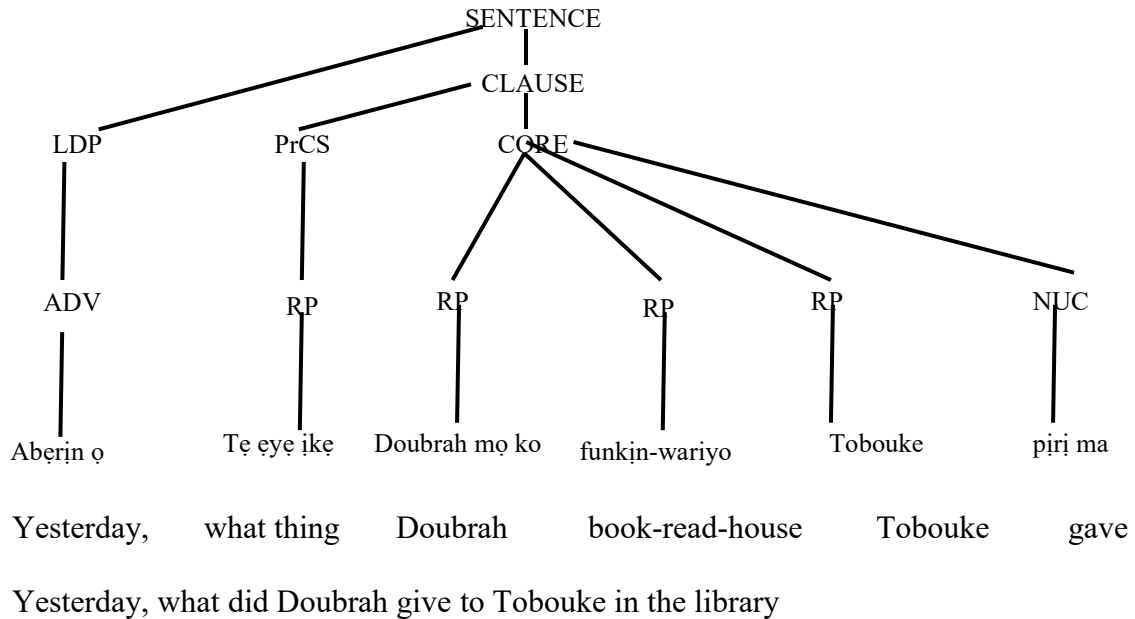 SENTENCE
CLAUSE
LDP PrCS CORE
ADV RP RP RP RP NUC
Abẹrịn ọ Tẹ ẹyẹ ịkẹ Doubrah mọ ko funkịn-wariyo Tobouke pịrị ma
Yesterday, what thing Doubrah book-read-house Tobouke gave
Yesterday, what did Doubrah give to Tobouke in the library